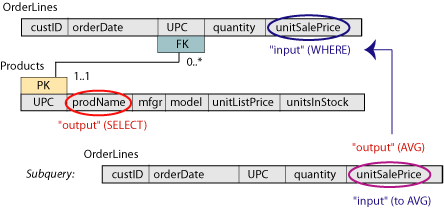 OrderLines
custID orderDate UPC quantity unitSalePrice
FK
"input" (WHERE)
0..*
Products
PK
1..1
UPC prodName mfgr model unitListPrice unitsInStock
"output" (SELECT)
"output" (AVG)
OrderLines
Subquery: custID orderDate UPC quantity unitSalePrice
"input" (to AVG)